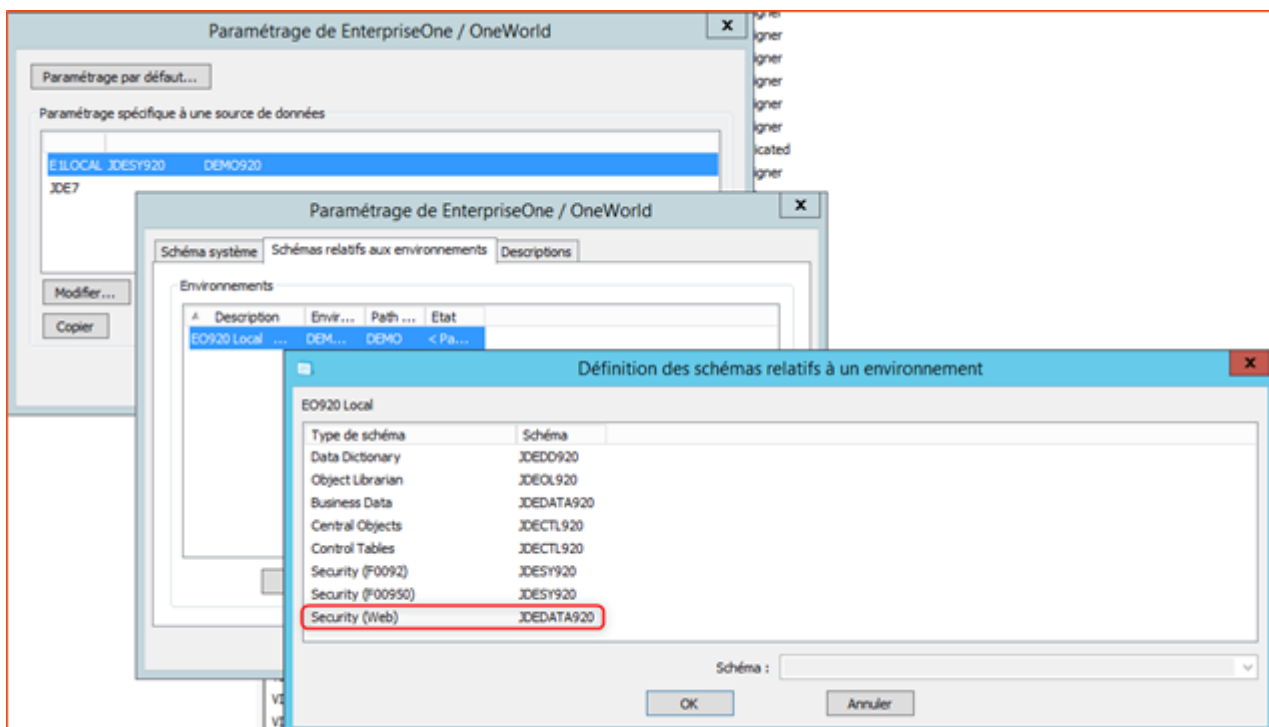 Paramétrage de EnterpriseOne / OneWorld
x
Paramétrage par défaut...
Paramétrage spécifique à une source de données
E1LOCAL JDESY920 DEMO920
JDE7
Modifier...
Copier
igner
igner
igner
igner
igner
icated
igner
Paramétrage de EnterpriseOne / OneWorld
x
Schéma système
Schémas relatifs aux environnements
Descriptions
Environnements
Description Envir... Path ... Etat
EO920 Local ... DEM... DEMO < Pa...
Définition des schémas relatifs à un environnement
x
EO920 Local
Type de schéma Schéma
Data Dictionary JDEDD920
Object Librarian JDEOL920
Business Data JDEDATA920
Central Objects JDECTL920
Control Tables JDECTL920
Security (F0092) JDESY920
Security (F00950) JDESY920
Security (Web) JDEDATA920
Schéma :
OK
Annuler
VI
VI